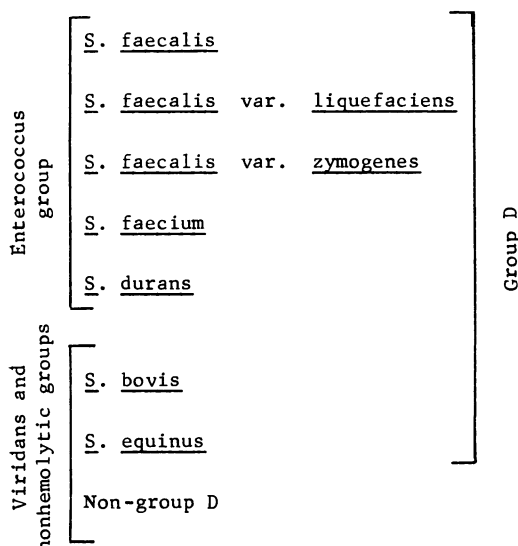 Enterococcus
group
S. faecalis
S. faecalis var. liquefaciens
S. faecalis var. zymogenes
S. faecium
S. durans
Viridans and
nonhemolytic groups
S. bovis
S. equinus
Non-group D
Group D